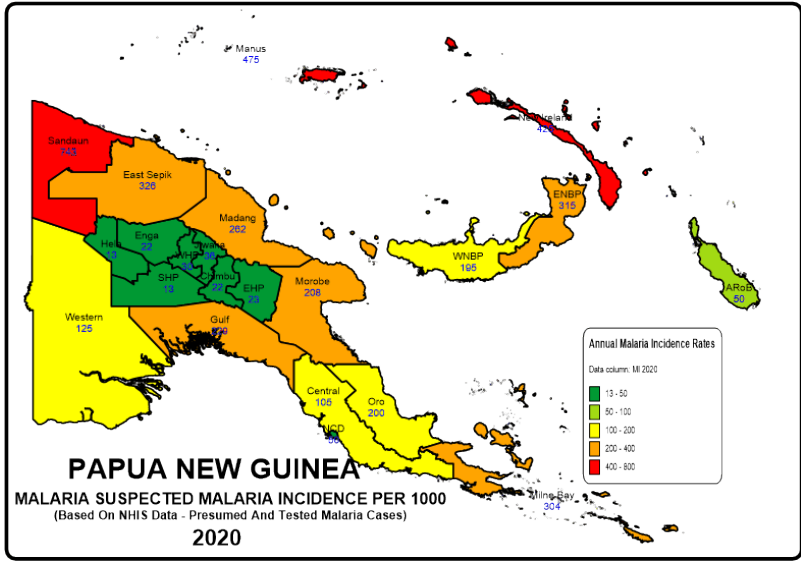 Manus
475
New Ireland
Sandaun
743
East Sepik
326
ENBP
315
Madang
262
Enga
22
Hela
13
Jiwaka
36
WHP
30
WNBP
195
SHP
13
Chimbu
22
EHP
23
Morobe
208
ARoB
50
Western
125
Gulf
Central
105
Oro
200
NCD
Milne Bay
304
Annual Malaria Incidence Rates
Data column, MI 2020
13 - 50
50 - 100
100 - 200
200 - 400
400 - 800
PAPUA NEW GUINEA
MALARIA SUSPECTED MALARIA INCIDENCE PER 1000
(Based On NHIS Data - Presumed And Tested Malaria Cases)
2020